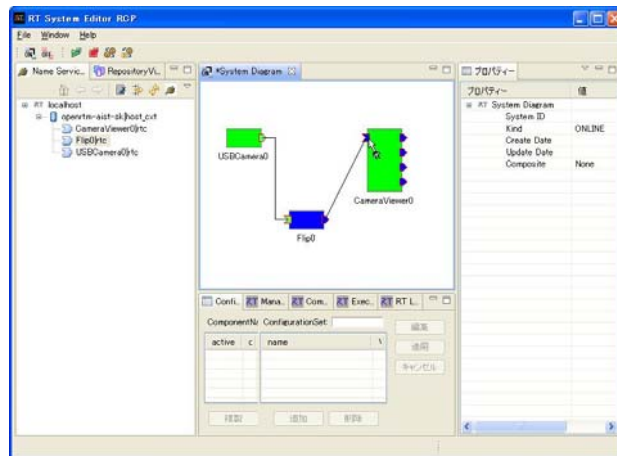 RT System Editor RCP
File Window Help
Name Servic..
RepositoryVi..
RT localhost
openrtm-aist-sk|host_cxt
CameraViewer0|rtc
Flip0|rtc
USBCamera0|rtc
*System Diagram
USBCamera0
CameraViewer0
Flip0
プロパティー
プロパティー 値
RT System Diagram
System ID
Kind ONLINE
Create Date
Update Date
Composite None
Confi..
RT Mana..
RT Com..
RT Exec..
RT RT L..
ComponentNa ConfigurationSet:
active c name
編集
適用
キャンセル
複製 追加 削除